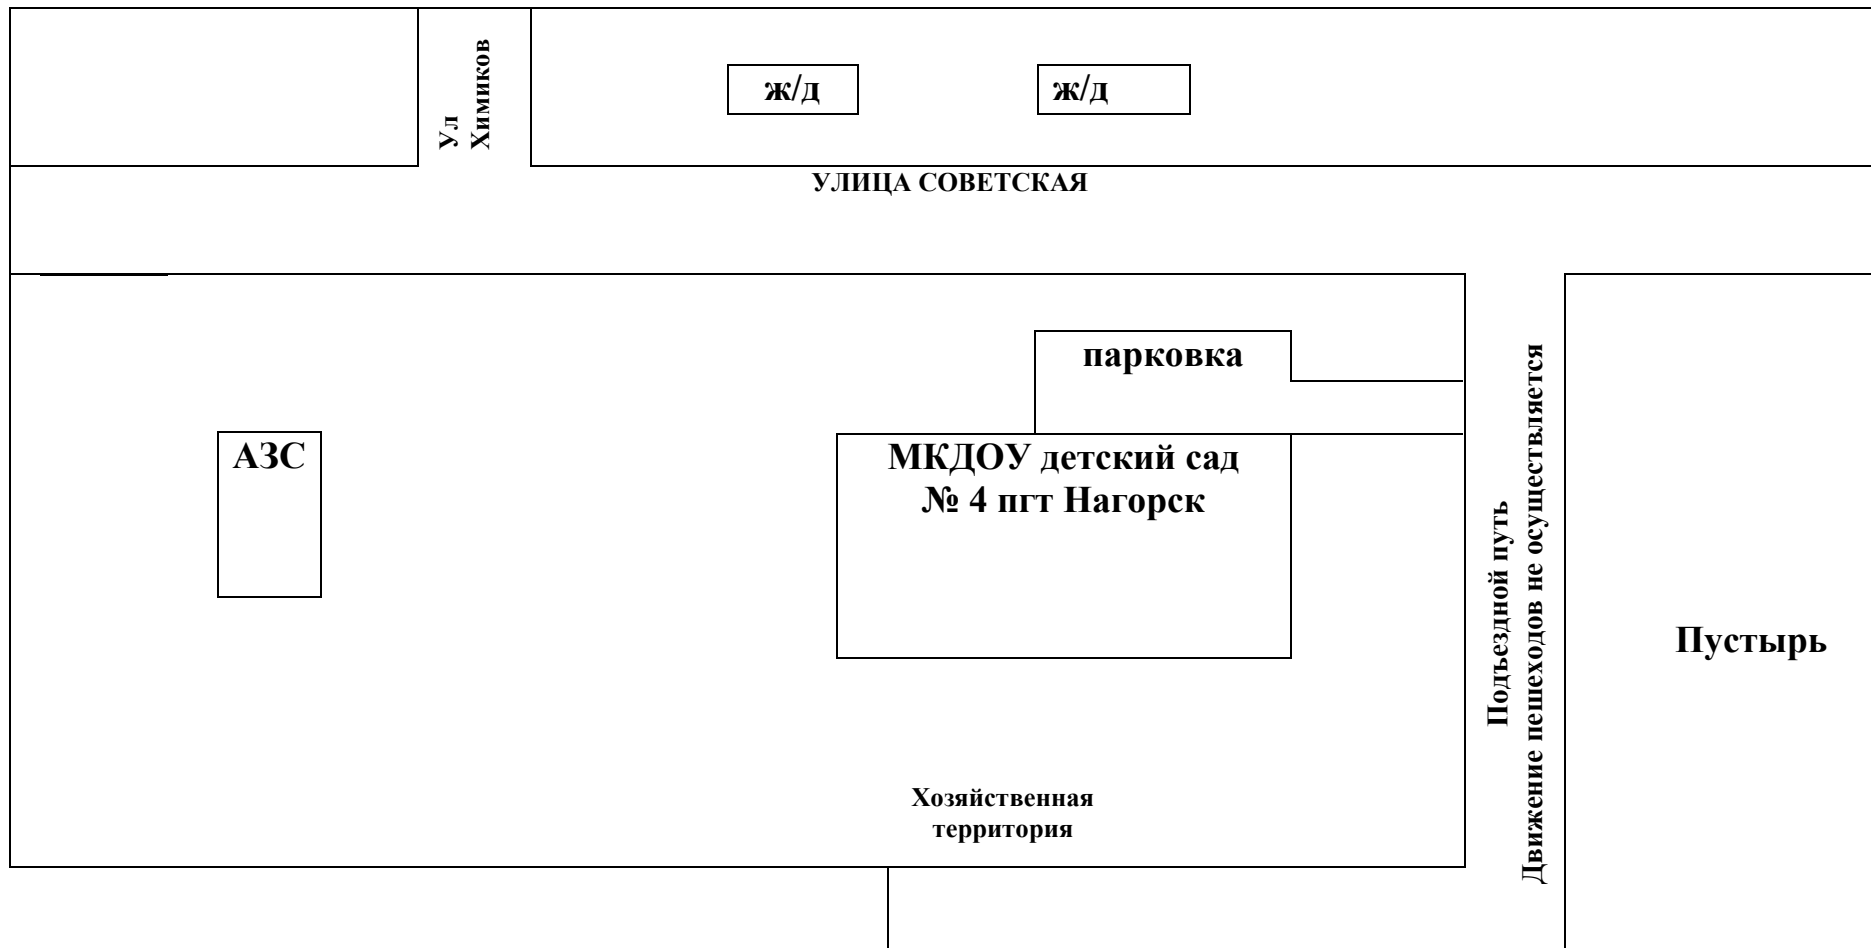 Ул
Химиков
ж/д
ж/д
УЛИЦА СОВЕТСКАЯ
парковка
АЗС
МКДОУ детский сад
№ 4 пгт Нагорск
Подъездной путь
Движение пешеходов не осуществляется
Пустырь
Хозяйственная
территория